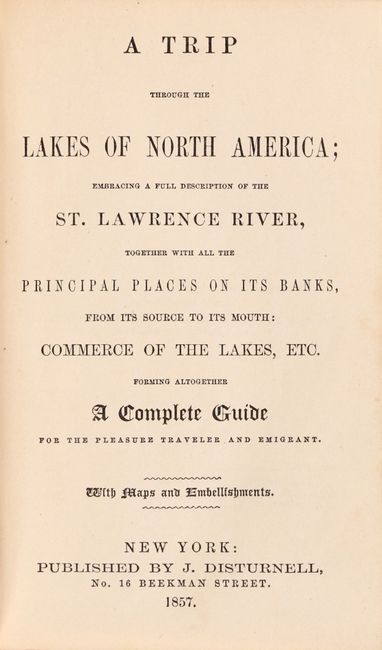 A TRIP
THROUGH THE
LAKES OF NORTH AMERICA;
EMBRACING A FULL DESCRIPTION OF THE
ST. LAWRENCE RIVER,
TOGETHER WITH ALL THE
PRINCIPAL PLACES ON ITS BANKS,
FROM ITS SOURCE TO ITS MOUTH:
COMMERCE OF THE LAKES, ETC.
FORMING ALTOGETHER
A Complete Guide
FOR THE PLEASURE TRAVELER AND EMIGRANT.
With Maps and Embellishments.
NEW YORK:
PUBLISHED BY J. DISTURNELL,
No. 16 BEEKMAN STREET.
1857.